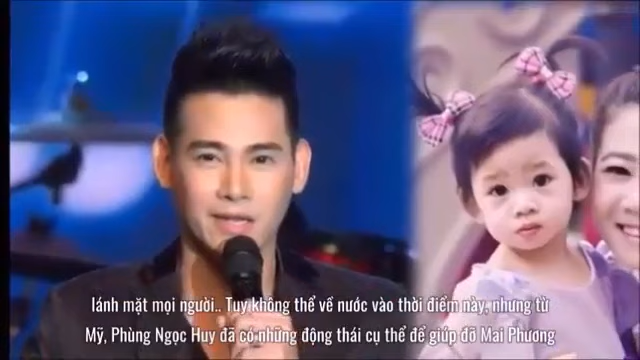 lánh mặt mọi người.. Tuy không thể về nước vào thời điểm này, nhưng từ
Mỹ, Phùng Ngọc Huy đã có những động thái cụ thể để giúp đỡ Mai Phương